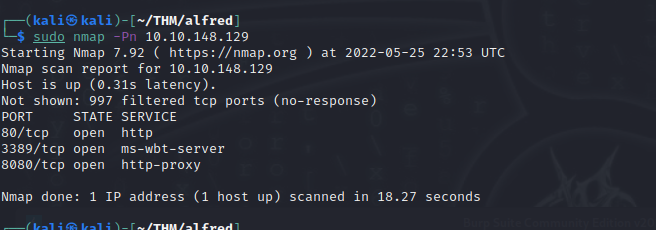 ┌──(kali㉿kali)-[~/THM/alfred]
└─$ sudo nmap -Pn 10.10.148.129
Starting Nmap 7.92 ( https://nmap.org ) at 2022-05-25 22:53 UTC
Nmap scan report for 10.10.148.129
Host is up (0.31s latency).
Not shown: 997 filtered tcp ports (no-response)
PORT     STATE SERVICE
80/tcp   open  http
3389/tcp open  ms-wbt-server
8080/tcp open  http-proxy
Nmap done: 1 IP address (1 host up) scanned in 18.27 seconds
┌──(kali㉿kali)-[~/THM/alfred]